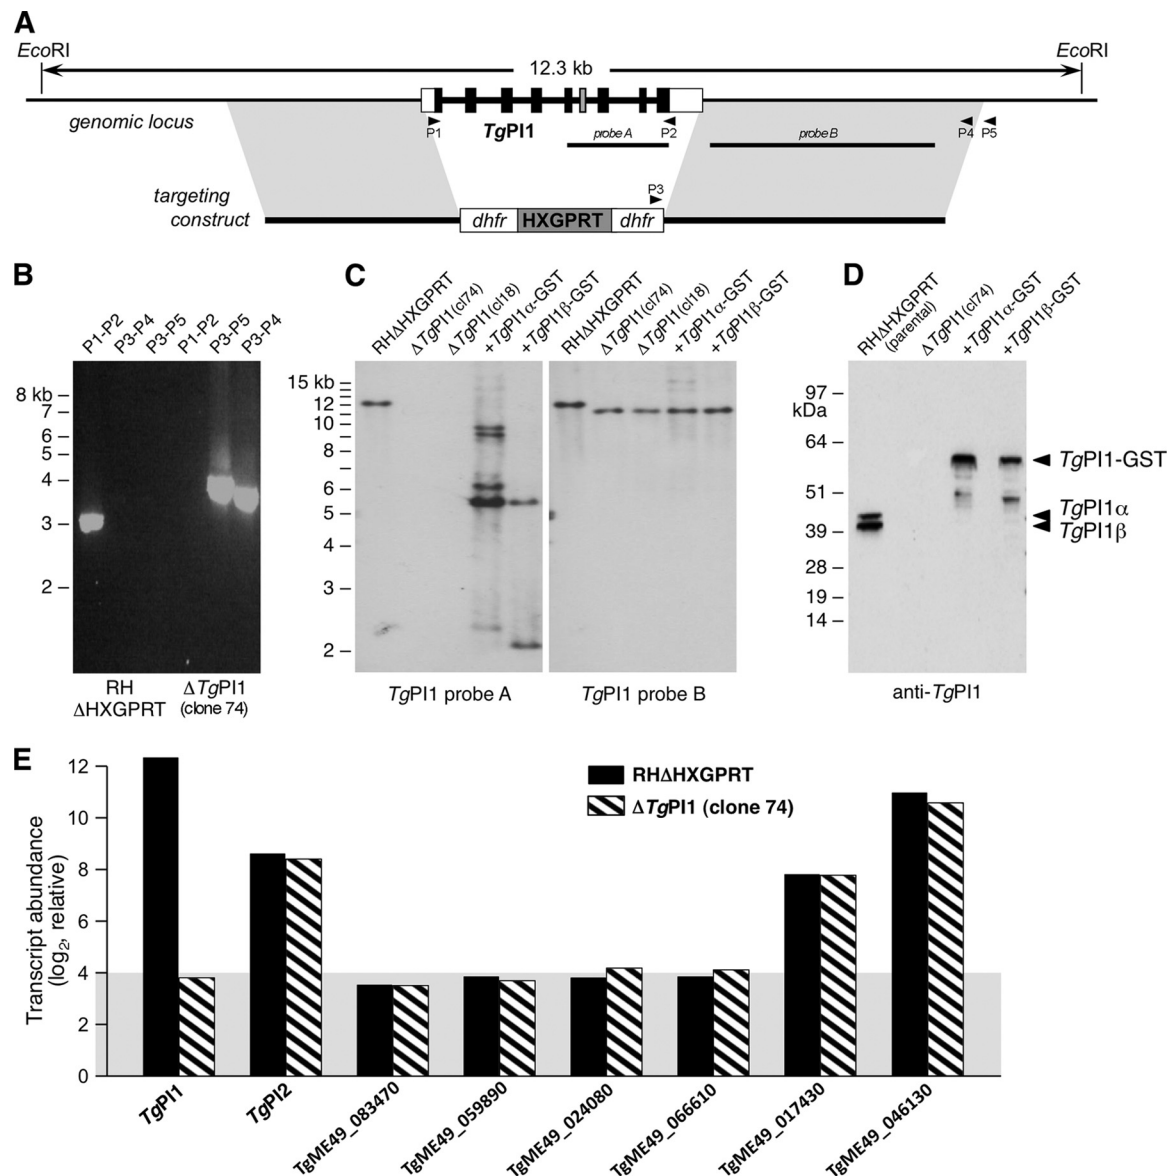 A
EcoRI
12.3 kb
EcoRI
genomic locus
P1
TgPI1
probe A
P2
probe B
P4
P5
targeting construct
P3
dhfr
HXGPRT
dhfr
B
P1-P2
P3-P4
P3-P5
P1-P2
P3-P5
P3-P4
8 kb
7
6
5
4
3
2
RH ΔHXGPRT
ΔTgPI1 (clone 74)
C
RHΔHXGPRT
ΔTgPI1(cl74)
ΔTgPI1(cl18)
+TgPI1α-GST
+TgPI1β-GST
RHΔHXGPRT
ΔTgPI1(cl74)
ΔTgPI1(cl18)
+TgPI1α-GST
+TgPI1β-GST
15 kb
12
10
8
6
5
4
3
2
TgPI1 probe A
TgPI1 probe B
D
RHΔHXGPRT (parental)
ΔTgPI1(cl74)
+TgPI1α-GST
+TgPI1β-GST
97
kDa
64
51
39
28
19
14
TgPI1-GST
TgPI1α
TgPI1β
anti-TgPI1
E
Transcript abundance
(log2, relative)
12
10
8
6
4
2
0
RHΔHXGPRT
ΔTgPI1 (clone 74)
TgPI1
TgPI2
TgME49_083470
TgME49_059890
TgME49_024080
TgME49_066610
TgME49_017430
TgME49_046130